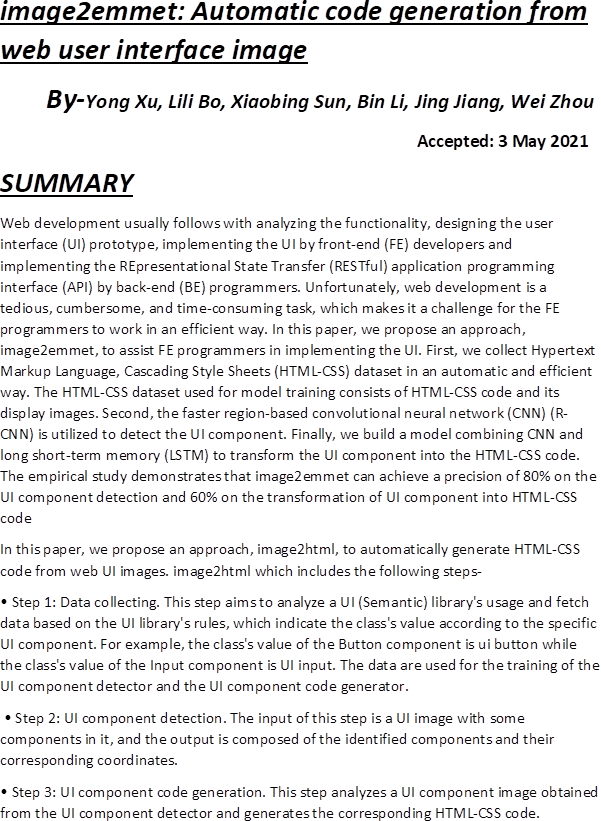 image2emmet: Automatic code generation from
web user interface image
By-Yong Xu, Lili Bo, Xiaobing Sun, Bin Li, Jing Jiang, Wei Zhou
Accepted: 3 May 2021
SUMMARY
Web development usually follows with analyzing the functionality, designing the user
interface (UI) prototype, implementing the UI by front-end (FE) developers and
implementing the REpresentational State Transfer (RESTful) application programming
interface (API) by back-end (BE) programmers. Unfortunately, web development is a
tedious, cumbersome, and time-consuming task, which makes it a challenge for the FE
programmers to work in an efficient way. In this paper, we propose an approach,
image2emmet, to assist FE programmers in implementing the UI. First, we collect Hypertext
Markup Language, Cascading Style Sheets (HTML-CSS) dataset in an automatic and efficient
way. The HTML-CSS dataset used for model training consists of HTML-CSS code and its
display images. Second, the faster region-based convolutional neural network (CNN) (R-
CNN) is utilized to detect the UI component. Finally, we build a model combining CNN and
long short-term memory (LSTM) to transform the UI component into the HTML-CSS code.
The empirical study demonstrates that image2emmet can achieve a precision of 80% on the
UI component detection and 60% on the transformation of UI component into HTML-CSS
code
In this paper, we propose an approach, image2html, to automatically generate HTML-CSS
code from web UI images. image2html which includes the following steps-
• Step 1: Data collecting. This step aims to analyze a UI (Semantic) library's usage and fetch
data based on the UI library's rules, which indicate the class's value according to the specific
UI component. For example, the class's value of the Button component is ui button while
the class's value of the Input component is UI input. The data are used for the training of the
UI component detector and the UI component code generator.
• Step 2: UI component detection. The input of this step is a UI image with some
components in it, and the output is composed of the identified components and their
corresponding coordinates.
• Step 3: UI component code generation. This step analyzes a UI component image obtained
from the UI component detector and generates the corresponding HTML-CSS code.